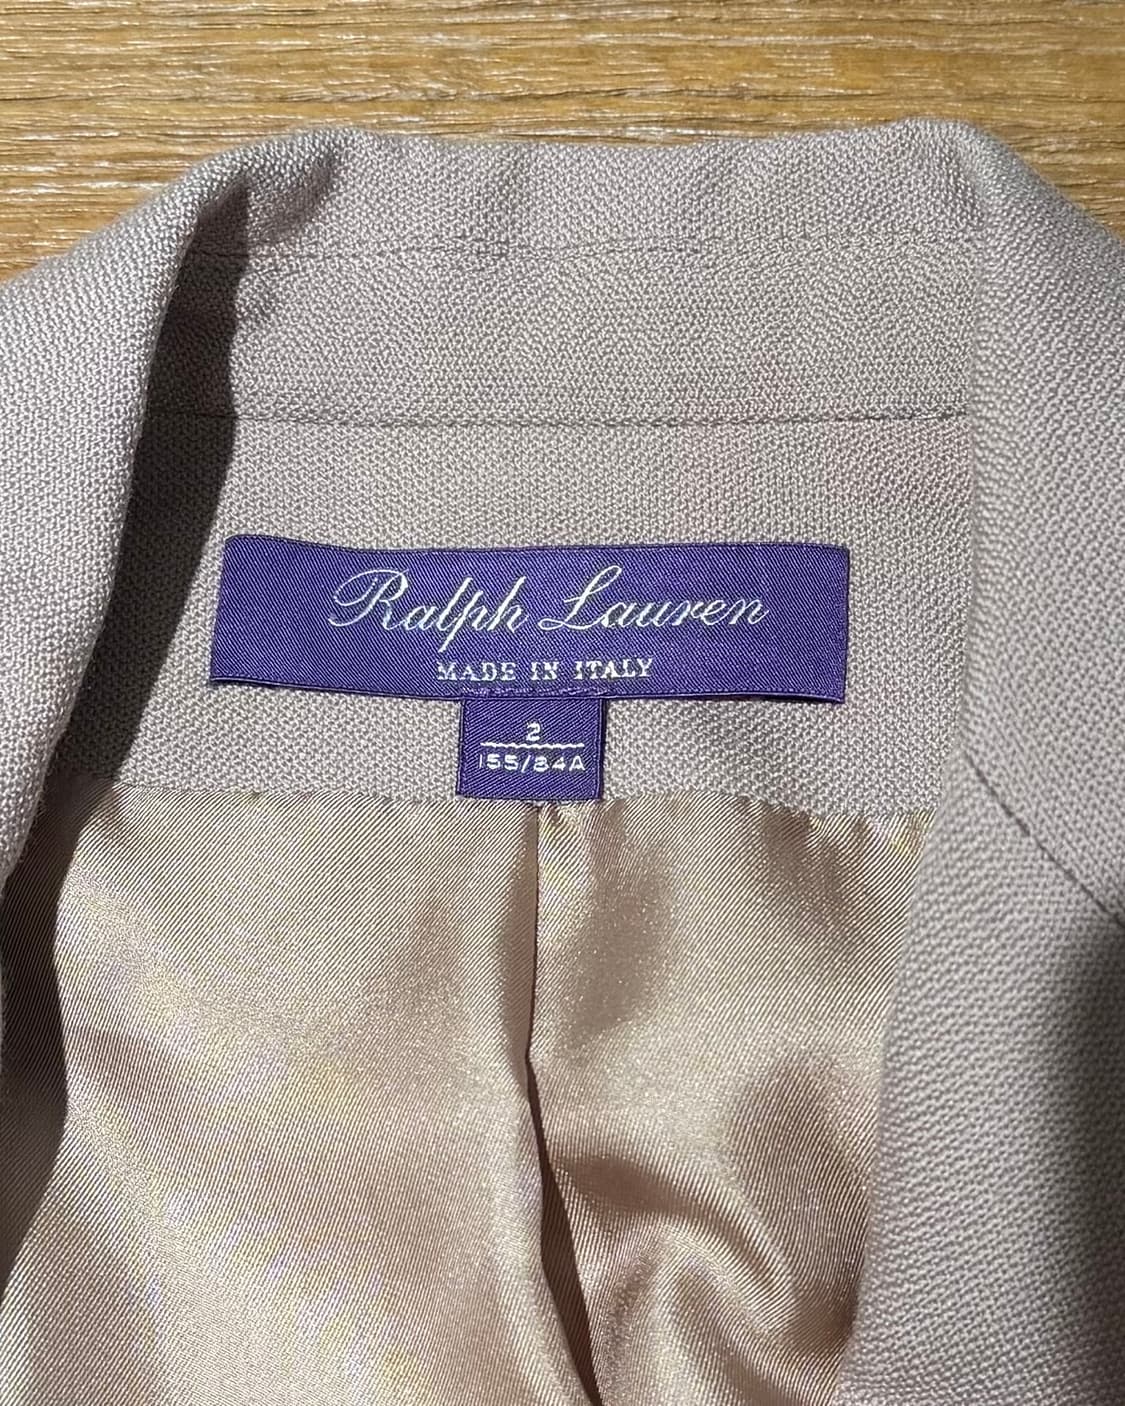 Ralph Lauren
MADE IN ITALY
2
155/84A